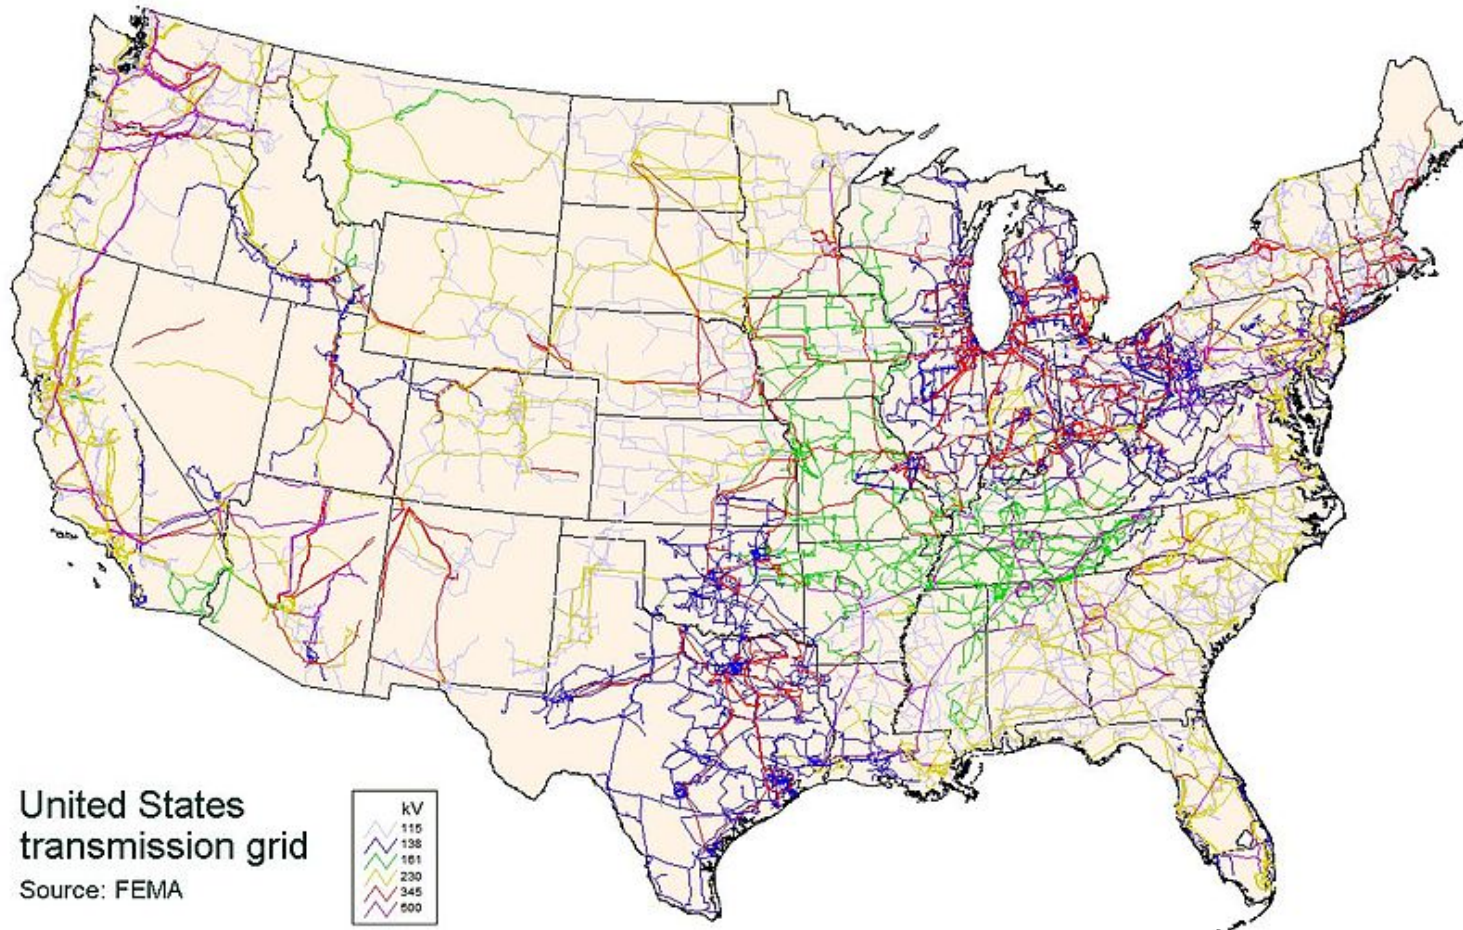 United States
transmission grid
Source: FEMA
kV
115
138
161
230
345
500